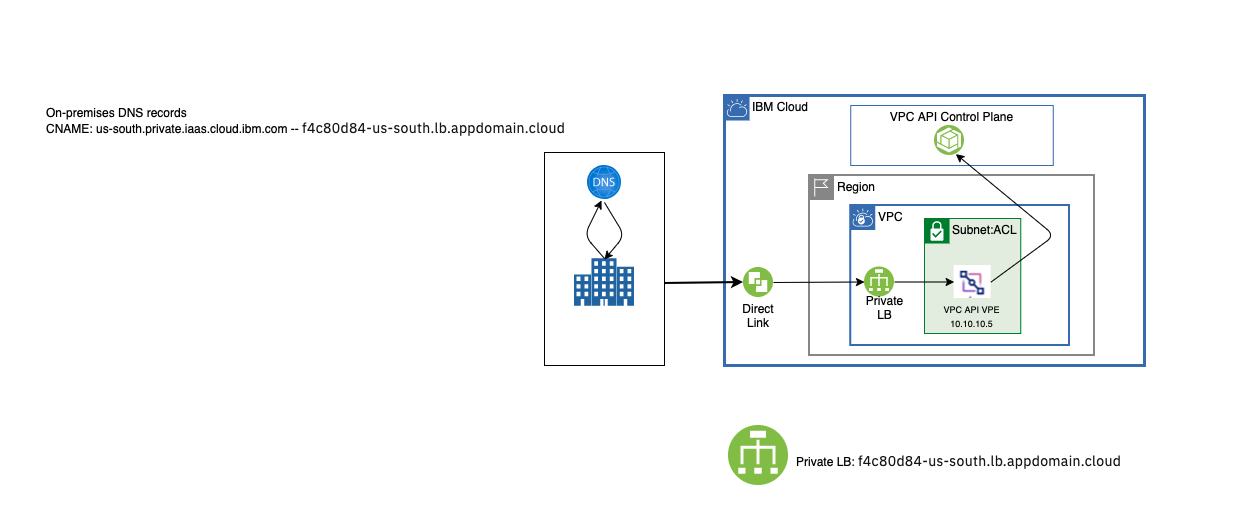 On-premises DNS records
CNAME: us-south.private.iaas.cloud.ibm.com -- f4c80d84-us-south.lb.appdomain.cloud
DNS
IBM Cloud
VPC API Control Plane
Region
VPC
Subnet:ACL
Direct
Link
Private
LB
VPC API VPE
10.10.10.5
Private LB: f4c80d84-us-south.lb.appdomain.cloud